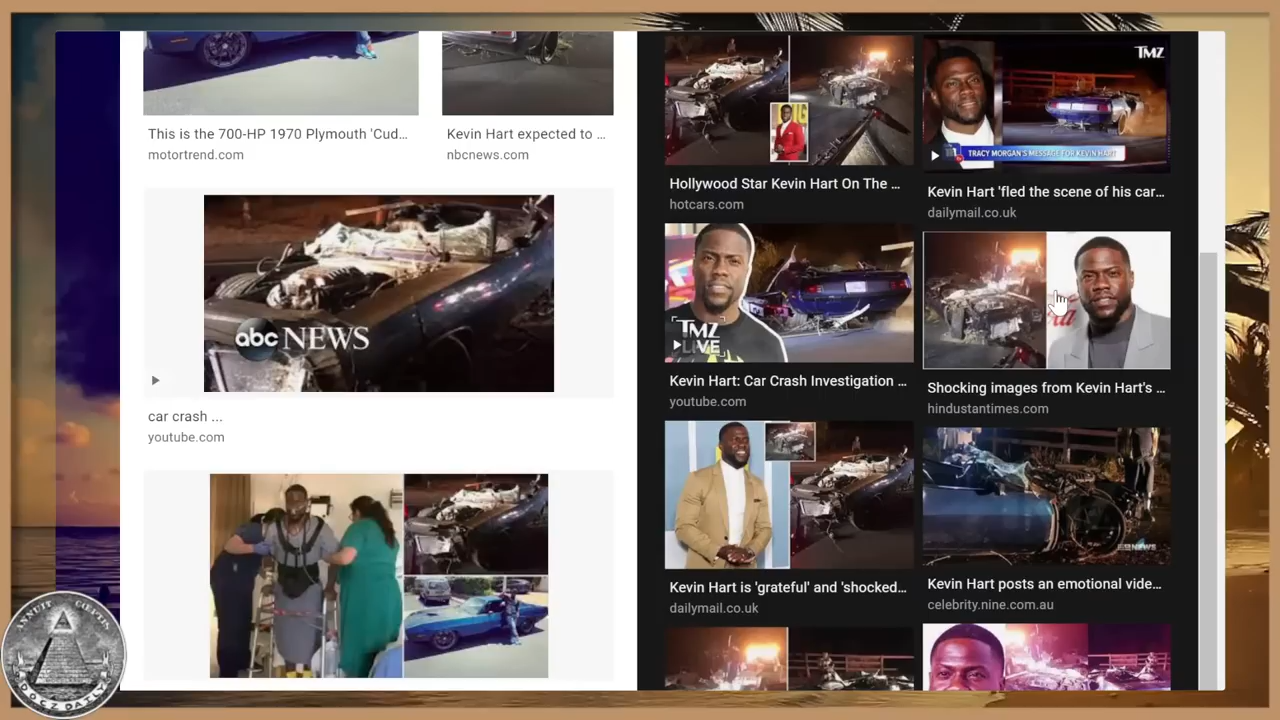 This is the 700-HP 1970 Plymouth 'Cud...
motortrend.com
Kevin Hart expected to ...
nbcnews.com
abc NEWS
car crash ...
youtube.com
Hollywood Star Kevin Hart On The ...
hotcars.com
TMZ
TRACY MORGAN'S MESSAGE FOR KEVIN HART
Kevin Hart 'fled the scene of his car...
dailymail.co.uk
TMZ
LIVE
Kevin Hart: Car Crash Investigation ...
youtube.com
Shocking images from Kevin Hart's ...
hindustantimes.com
Kevin Hart is 'grateful' and 'shocked...
dailymail.co.uk
NEWS
Kevin Hart posts an emotional vide...
celebrity.nine.com.au
ANNUIT CŒPTIS